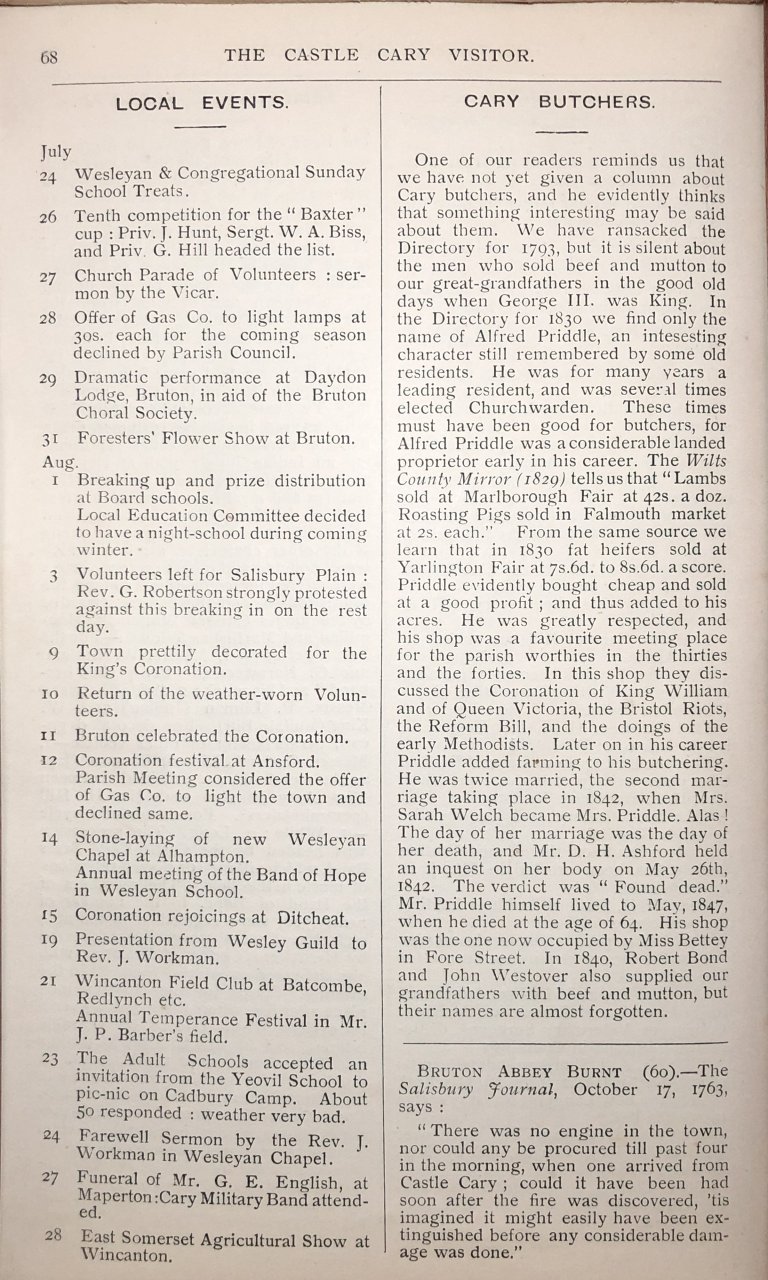 68
THE CASTLE CARY VISITOR.
LOCAL EVENTS.
July
24 Wesleyan & Congregational Sunday
School Treats.
26 Tenth competition for the “ Baxter ”
cup : Priv. J. Hunt, Sergt. W. A. Biss,
and Priv. G. Hill headed the list.
27 Church Parade of Volunteers : ser-
mon by the Vicar.
28 Offer of Gas Co. to light lamps at
30s. each for the coming season
declined by Parish Council.
29 Dramatic performance at Daydon
Lodge, Bruton, in aid of the Bruton
Choral Society.
31 Foresters’ Flower Show at Bruton.
Aug.
1 Breaking up and prize distribution
at Board schools.
Local Education Committee decided
to have a night-school during coming
winter.
3 Volunteers left for Salisbury Plain :
Rev. G. Robertson strongly protested
against this breaking in on the rest
day.
9 Town prettily decorated for the
King’s Coronation.
10 Return of the weather-worn Volun-
teers.
11 Bruton celebrated the Coronation.
12 Coronation festival at Ansford.
Parish Meeting considered the offer
of Gas Co. to light the town and
declined same.
14 Stone-laying of new Wesleyan
Chapel at Alhampton.
Annual meeting of the Band of Hope
in Wesleyan School.
15 Coronation rejoicings at Ditcheat.
19 Presentation from Wesley Guild to
Rev. J. Workman.
21 Wincanton Field Club at Batcombe,
Redlynch etc.
Annual Temperance Festival in Mr.
J. P. Barber’s field.
23 The Adult Schools accepted an
invitation from the Yeovil School to
pic-nic on Cadbury Camp. About
50 responded : weather very bad.
24 Farewell Sermon by the Rev. J.
Workman in Wesleyan Chapel.
27 Funeral of Mr. G. E. English, at
Maperton :Cary Military Band attend-
ed.
28 East Somerset Agricultural Show at
Wincanton.
CARY BUTCHERS.
One of our readers reminds us that
we have not yet given a column about
Cary butchers, and he evidently thinks
that something interesting may be said
about them. We have ransacked the
Directory for 1793, but it is silent about
the men who sold beef and mutton to
our great-grandfathers in the good old
days when George III. was King. In
the Directory for 1830 we find only the
name of Alfred Priddle, an intesesting
character still remembered by some old
residents. He was for many years a
leading resident, and was several times
elected Churchwarden. These times
must have been good for butchers, for
Alfred Priddle was a considerable landed
proprietor early in his career. The Wilts
County Mirror (1829) tells us that “ Lambs
sold at Marlborough Fair at 42s. a doz.
Roasting Pigs sold in Falmouth market
at 2s. each.” From the same source we
learn that in 1830 fat heifers sold at
Yarlington Fair at 7s.6d. to 8s.6d. a score.
Priddle evidently bought cheap and sold
at a good profit ; and thus added to his
acres. He was greatly respected, and
his shop was a favourite meeting place
for the parish worthies in the thirties
and the forties. In this shop they dis-
cussed the Coronation of King William
and of Queen Victoria, the Bristol Riots,
the Reform Bill, and the doings of the
early Methodists. Later on in his career
Priddle added farming to his butchering.
He was twice married, the second mar-
riage taking place in 1842, when Mrs.
Sarah Welch became Mrs. Priddle. Alas !
The day of her marriage was the day of
her death, and Mr. D. H. Ashford held
an inquest on her body on May 26th,
1842. The verdict was “ Found dead.”
Mr. Priddle himself lived to May, 1847,
when he died at the age of 64. His shop
was the one now occupied by Miss Bettey
in Fore Street. In 1840, Robert Bond
and John Westover also supplied our
grandfathers with beef and mutton, but
their names are almost forgotten.
BRUTON ABBEY BURNT (60).—The
Salisbury Journal, October 17, 1763,
says :
“ There was no engine in the town,
nor could any be procured till past four
in the morning, when one arrived from
Castle Cary ; could it have been had
soon after the fire was discovered, ’tis
imagined it might easily have been ex-
tinguished before any considerable dam-
age was done.”